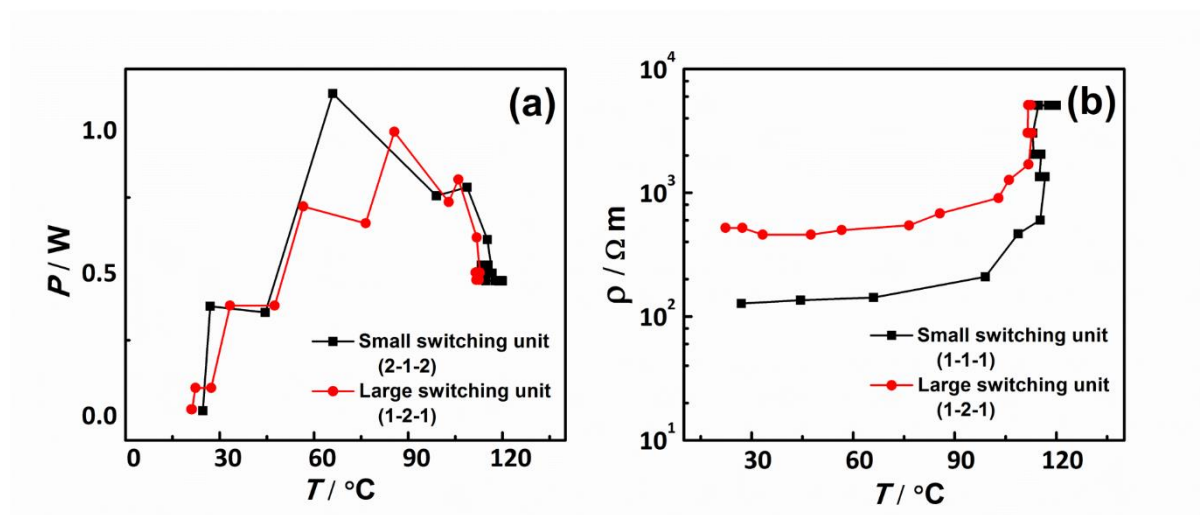 (a)
1.0
0.5
0.0
P / W
0
30
60
90
120
T / °C
Small switching unit
(2-1-2)
Large switching unit
(1-2-1)
(b)
10⁴
10³
10²
10¹
ρ / Ω m
30
60
90
120
T / °C
Small switching unit
(1-1-1)
Large switching unit
(1-2-1)